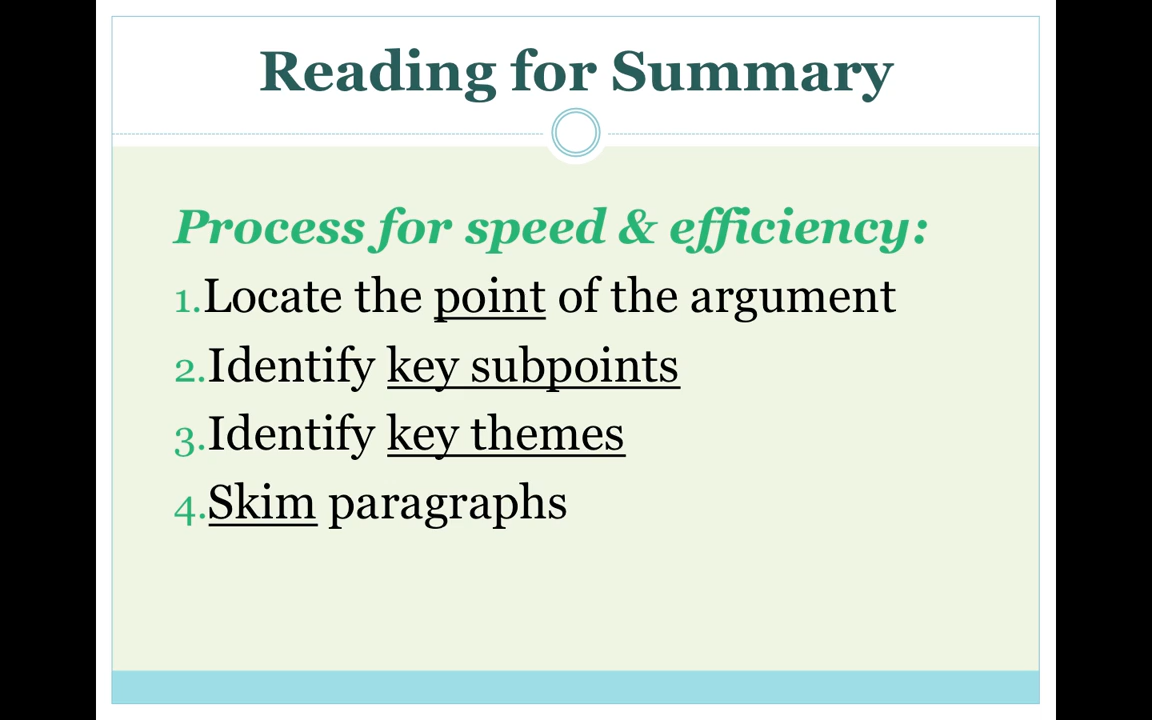 Reading for Summary
Process for speed & efficiency:
1.Locate the point of the argument
2.Identify key subpoints
3.Identify key themes
4.Skim paragraphs